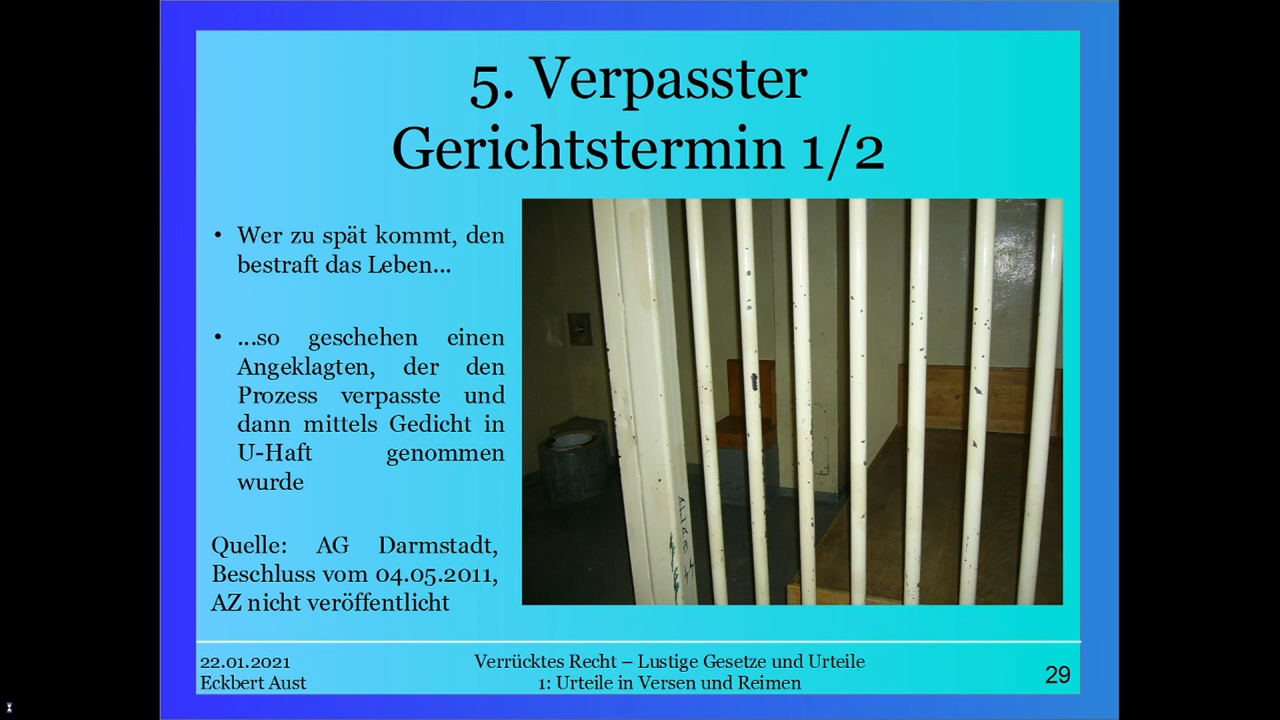 5. Verpasster
Gerichtstermin 1/2
• Wer zu spät kommt, den
bestraft das Leben...
• ...so geschehen einen
Angeklagten, der den
Prozess verpasste und
dann mittels Gedicht in
U-Haft genommen
wurde
Quelle: AG Darmstadt,
Beschluss vom 04.05.2011,
AZ nicht veröffentlicht
22.01.2021
Eckbert Aust
Verrücktes Recht – Lustige Gesetze und Urteile
1: Urteile in Versen und Reimen
29